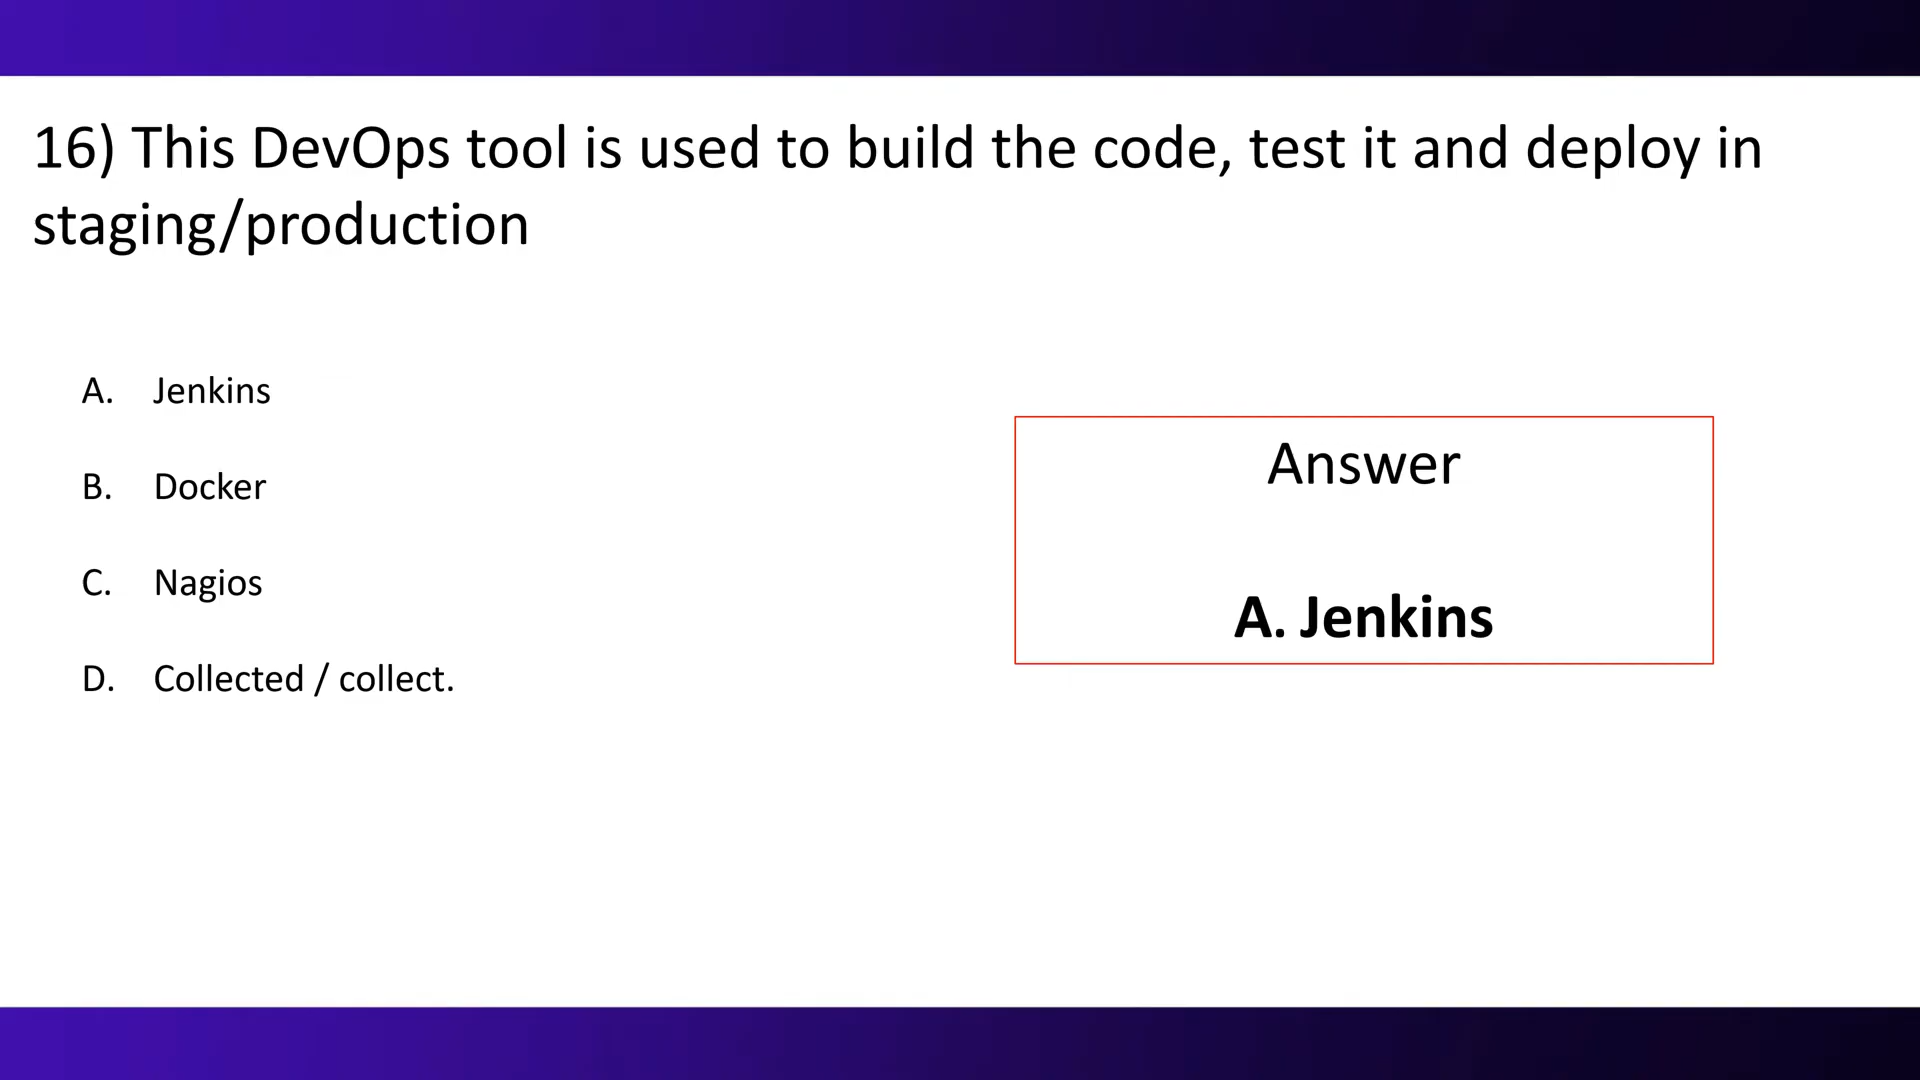 16) This DevOps tool is used to build the code, test it and deploy in
staging/production
A. Jenkins
B. Docker
C. Nagios
D. Collected / collect.
Answer
A. Jenkins